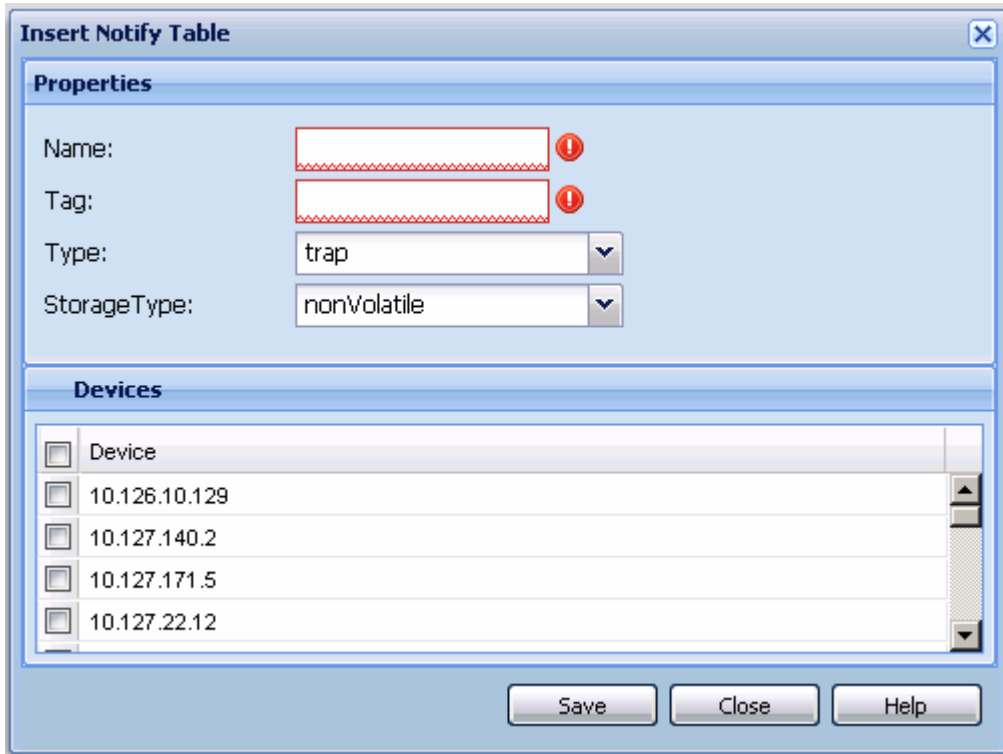 Insert Notify Table
Properties
Name:
Tag:
Type: trap
StorageType: nonVolatile
Devices
Device
10.126.10.129
10.127.140.2
10.127.171.5
10.127.22.12
Save Close Help